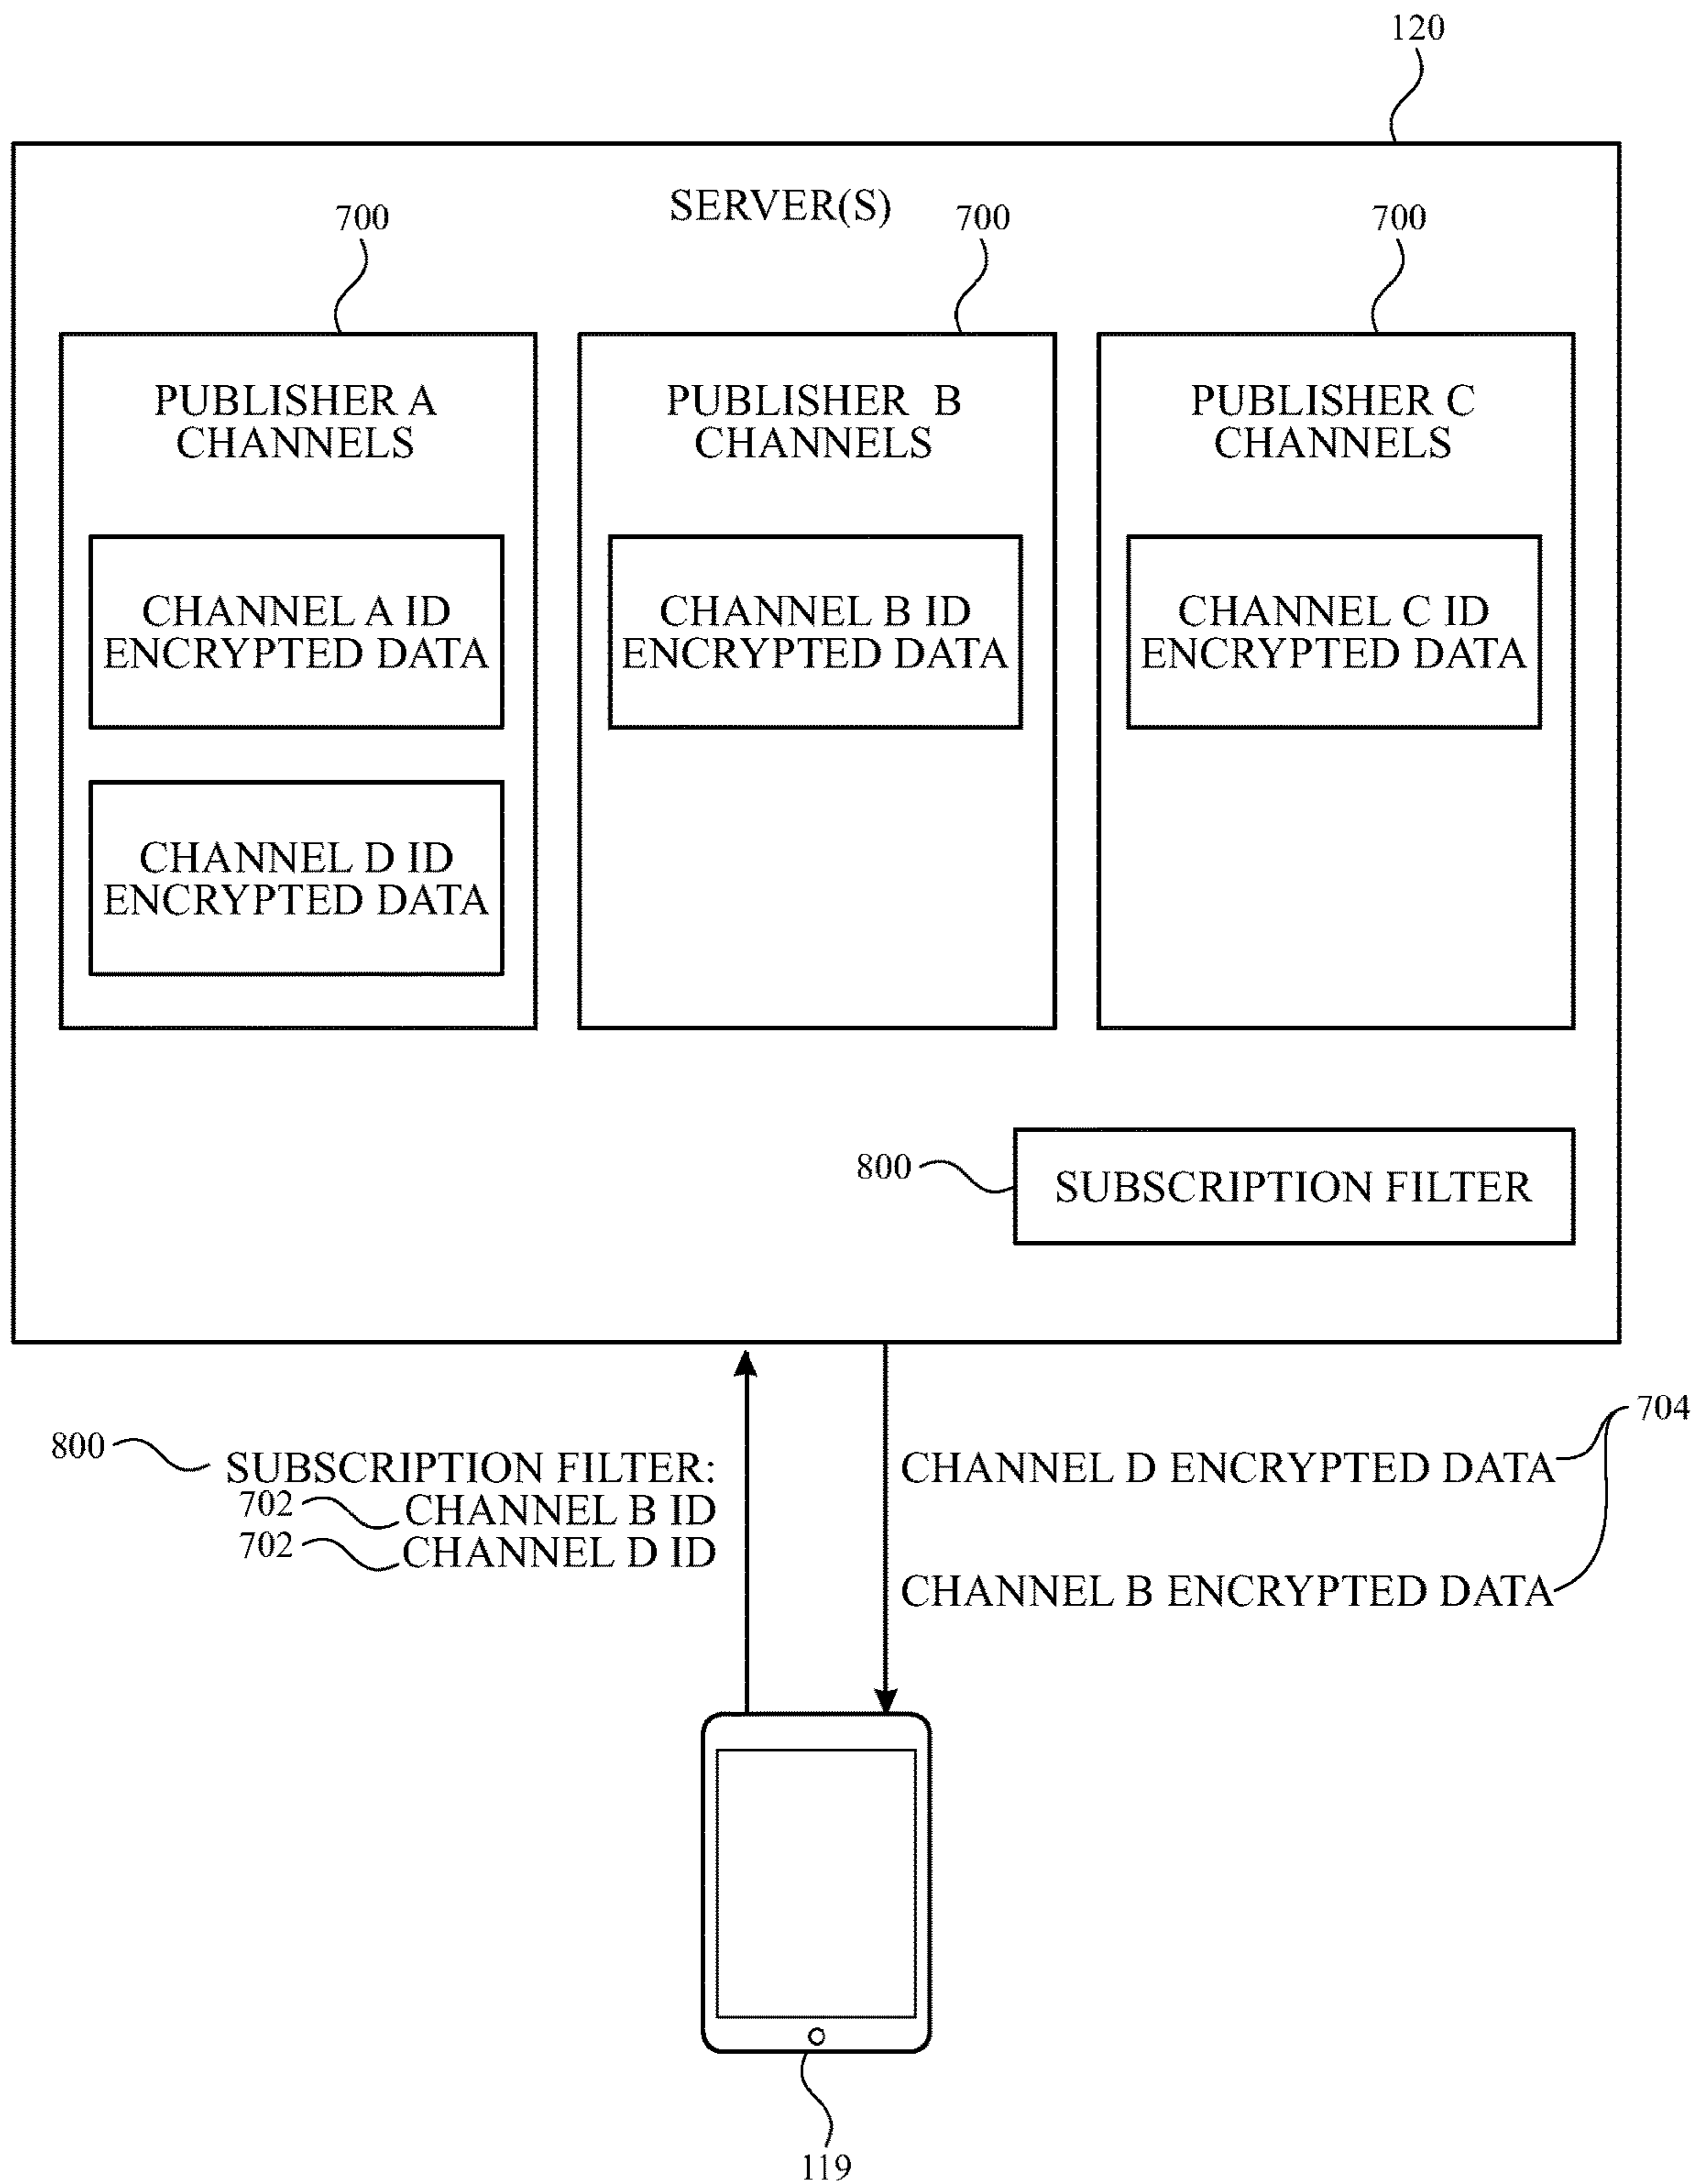 120
SERVER(S)
700
700
700
PUBLISHER A
CHANNELS
CHANNEL A ID
ENCRYPTED DATA
CHANNEL D ID
ENCRYPTED DATA
PUBLISHER B
CHANNELS
CHANNEL B ID
ENCRYPTED DATA
PUBLISHER C
CHANNELS
CHANNEL C ID
ENCRYPTED DATA
800
SUBSCRIPTION FILTER
800
SUBSCRIPTION FILTER:
702 CHANNEL B ID
702 CHANNEL D ID
704
CHANNEL D ENCRYPTED DATA
CHANNEL B ENCRYPTED DATA
119